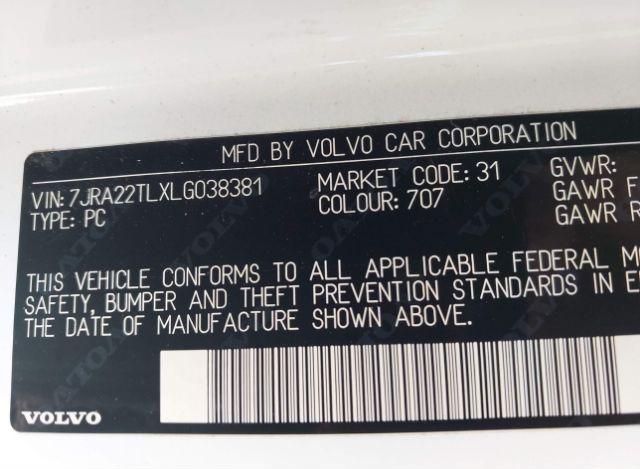 MFD BY VOLVO CAR CORPORATION
VIN: 7JRA22TLXLG038381 MARKET CODE: 31 GVWR:
TYPE: PC COLOUR: 707 GAWR F
GAWR R
THIS VEHICLE CONFORMS TO ALL APPLICABLE FEDERAL M
SAFETY, BUMPER AND THEFT PREVENTION STANDARDS IN E
THE DATE OF MANUFACTURE SHOWN ABOVE.
VOLVO